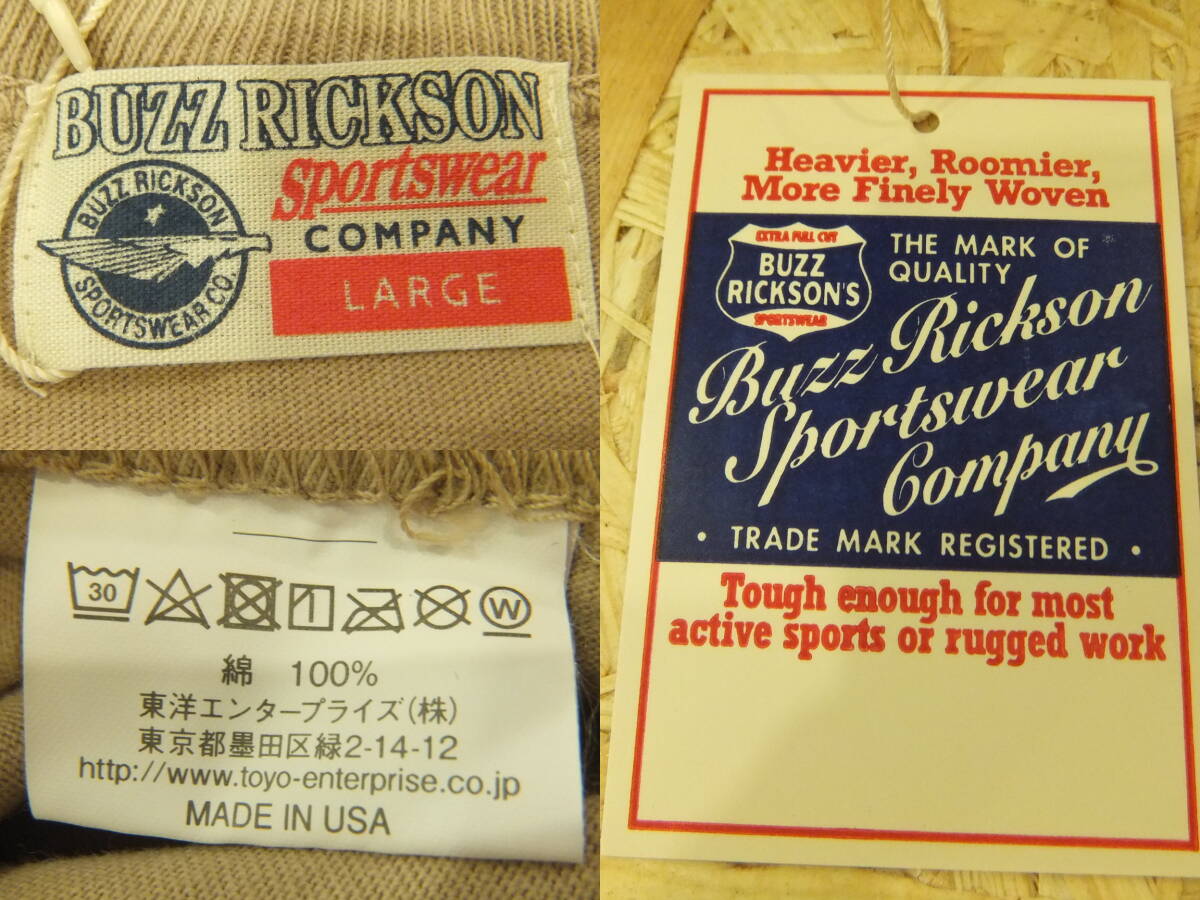 BUZZ RICKSON
Sportswear
COMPANY
LARGE
BUZZ RICKSON
SPORTSWEAR CO.
30
W
綿 100%
東洋エンタープライズ(株)
東京都墨田区緑2-14-12
http://www.toyo-enterprise.co.jp
MADE IN USA
Heavier, Roomier,
More Finely Woven
EXTRA FULL CUT
BUZZ
RICKSON'S
SPORTSWEAR
THE MARK OF
QUALITY
Buzz Rickson
Sportswear
Company
• TRADE MARK REGISTERED •
Tough enough for most
active sports or rugged work